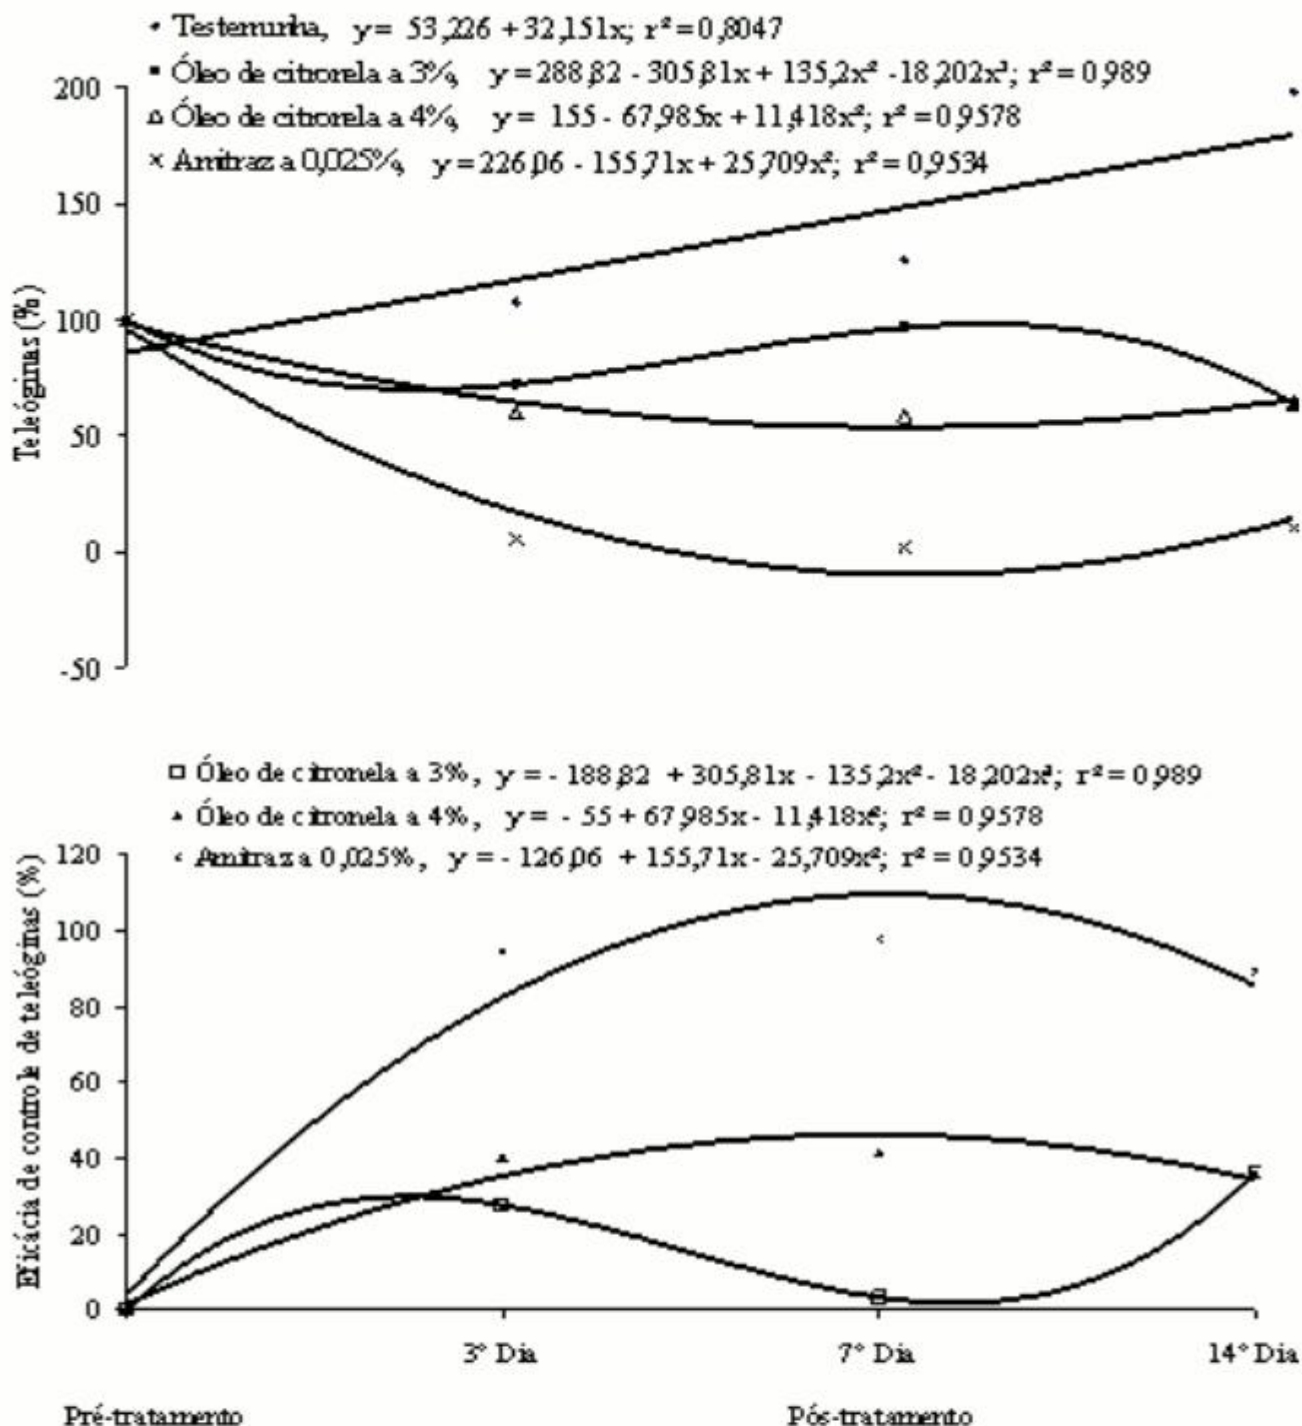 Testemunha, y = 53,226 + 32,151x; r² = 0,8047
Óleo de citronela a 3%, y = 288,82 - 305,81x + 135,2x² - 18,202x³; r² = 0,989
Óleo de citronela a 4%, y = 155 - 67,985x + 11,418x²; r² = 0,9578
Amitraz a 0,025%, y = 226,06 - 155,71x + 25,709x²; r² = 0,9534
200
150
100
50
0
-50
Teleóginas (%)
Óleo de citronela a 3%, y = - 188,82 + 305,81x - 135,2x² - 18,202x³; r² = 0,989
Óleo de citronela a 4%, y = - 55 + 67,985x - 11,418x²; r² = 0,9578
Amitraz a 0,025%, y = - 126,06 + 155,71x - 25,709x²; r² = 0,9534
120
100
80
60
40
20
0
Eficácia de controle de teleóginas (%)
3° Dia 7° Dia 14° Dia
Pré-tratamento Pós-tratamento